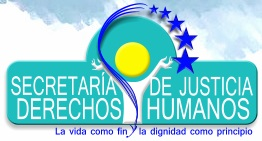 SECRETARÍA DE JUSTICIA
DERECHOS HUMANOS
La vida como fin y la dignidad como principio